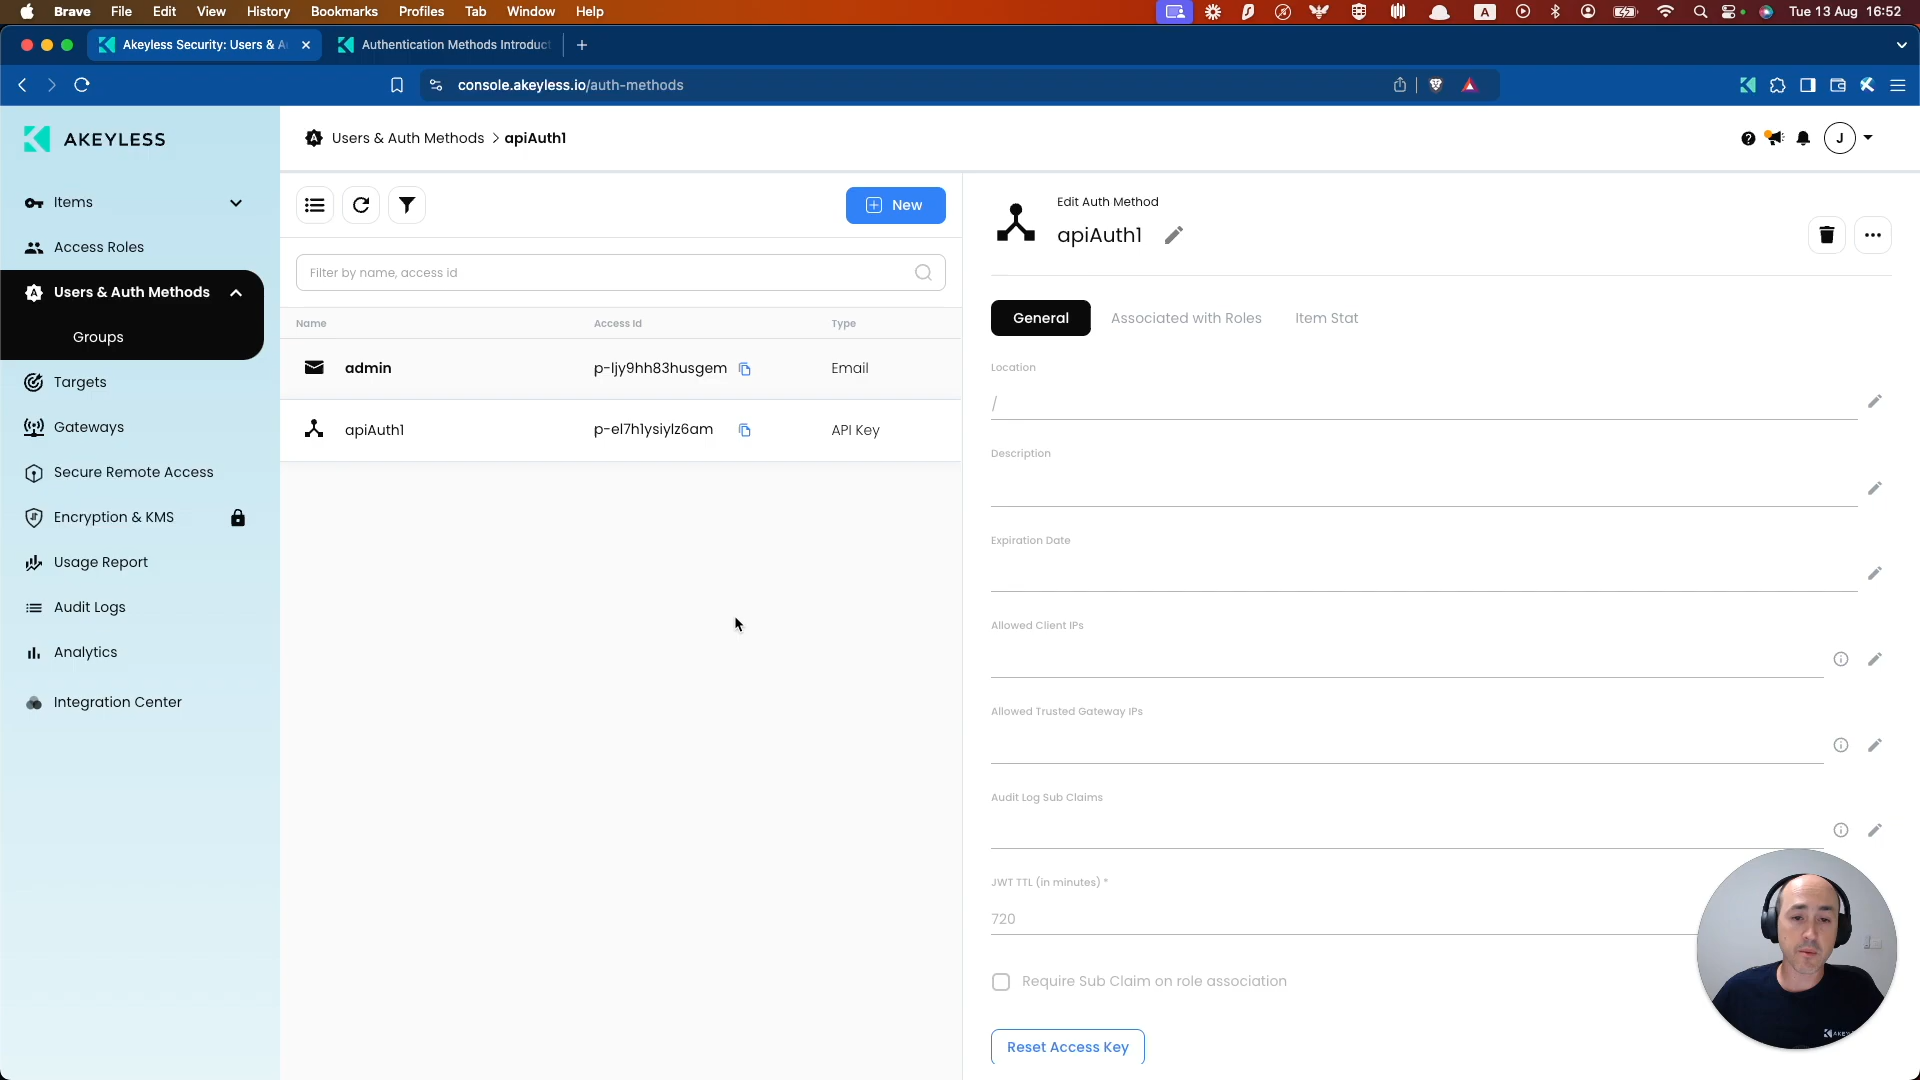 Brave File Edit View History Bookmarks Profiles Tab Window Help
A
Tue 13 Aug 16:52
Akeyless Security: Users & A
Authentication Methods Introduct
console.akeyless.io/auth-methods
AKEYLESS
Items
Access Roles
Users & Auth Methods
Groups
Targets
Gateways
Secure Remote Access
Encryption & KMS
Usage Report
Audit Logs
Analytics
Integration Center
Users & Auth Methods > apiAuth1
J
New
Filter by name, access id
Name Access Id Type
admin p-ljy9hh83husgem Email
apiAuth1 p-el7h1ysiylz6am API Key
Edit Auth Method
apiAuth1
General Associated with Roles Item Stat
Location
/
Description
Expiration Date
Allowed Client IPs
Allowed Trusted Gateway IPs
Audit Log Sub Claims
JWT TTL (in minutes) *
720
Require Sub Claim on role association
Reset Access Key